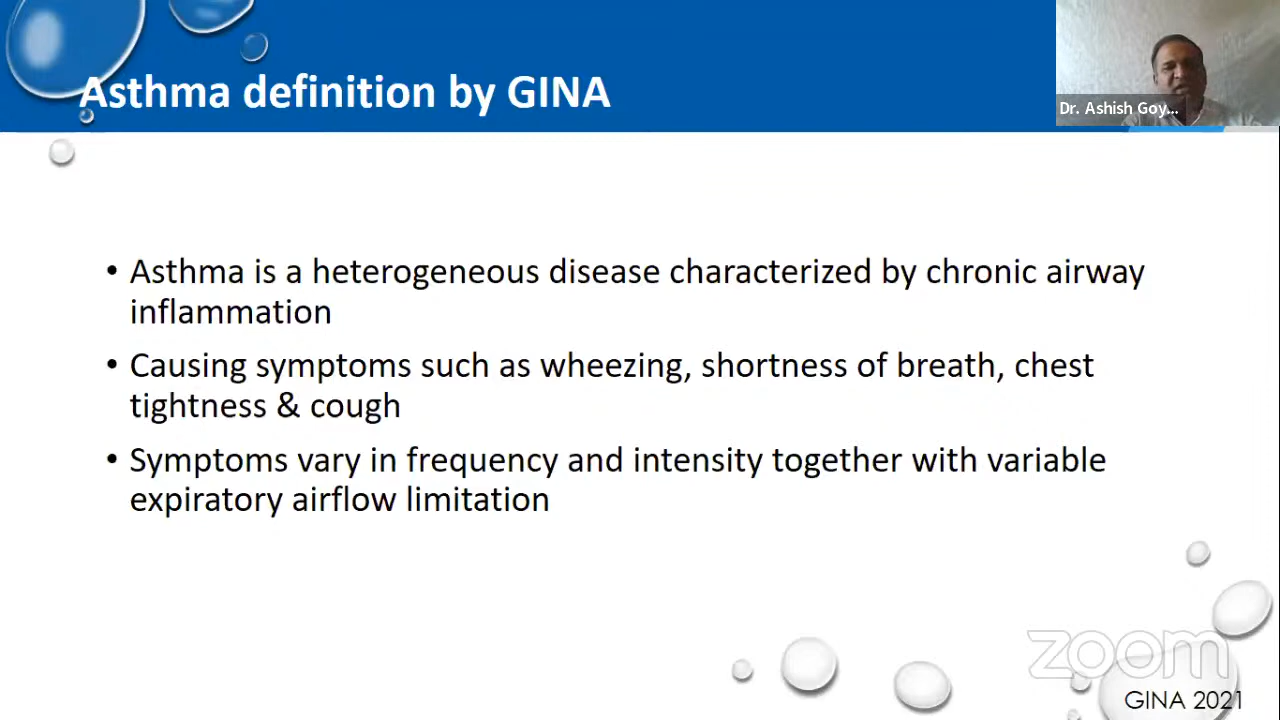 Asthma definition by GINA
Dr. Ashish Goy...
• Asthma is a heterogeneous disease characterized by chronic airway
inflammation
• Causing symptoms such as wheezing, shortness of breath, chest
tightness & cough
• Symptoms vary in frequency and intensity together with variable
expiratory airflow limitation
zoom
GINA 2021